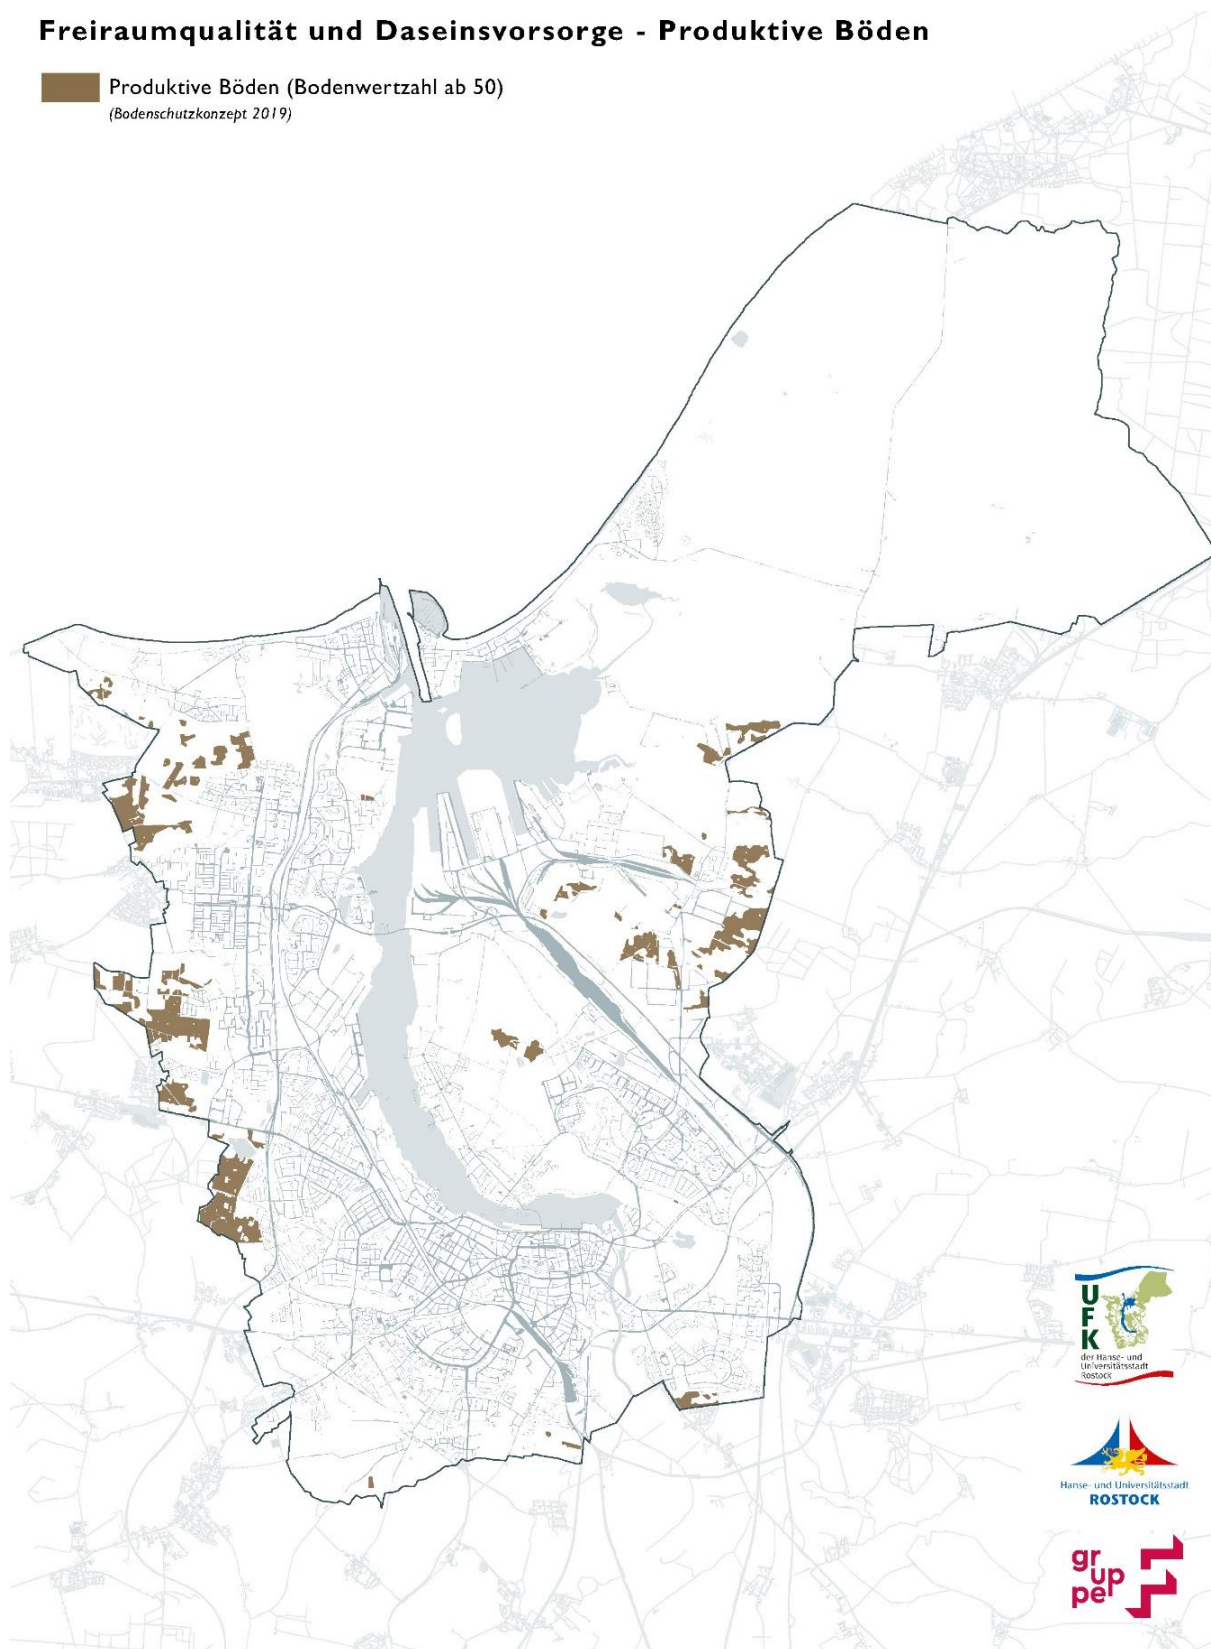 Freiraumqualität und Daseinsvorsorge - Produktive Böden
Produktive Böden (Bodenwertzahl ab 50)
(Bodenschutzkonzept 2019)
UFK
der Hanse- und
Universitätsstadt
Rostock
Hanse- und Universitätsstadt
ROSTOCK
gr
up
pe
F